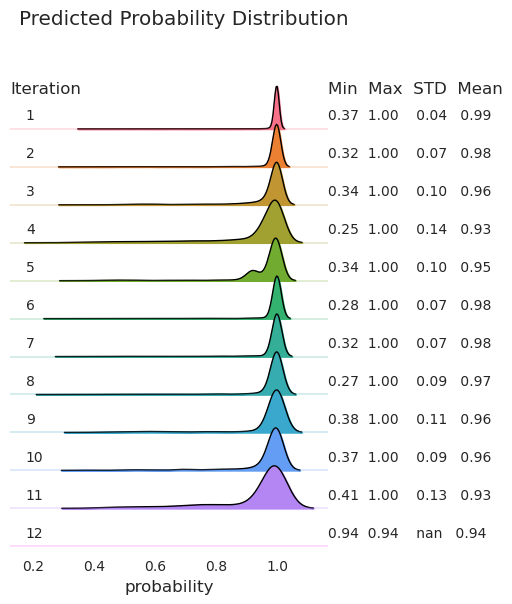 Predicted Probability Distribution
Iteration Min Max STD Mean
1 0.37 1.00 0.04 0.99
2 0.32 1.00 0.07 0.98
3 0.34 1.00 0.10 0.96
4 0.25 1.00 0.14 0.93
5 0.34 1.00 0.10 0.95
6 0.28 1.00 0.07 0.98
7 0.32 1.00 0.07 0.98
8 0.27 1.00 0.09 0.97
9 0.38 1.00 0.11 0.96
10 0.37 1.00 0.09 0.96
11 0.41 1.00 0.13 0.93
12 0.94 0.94 nan 0.94
0.2 0.4 0.6 0.8 1.0
probability